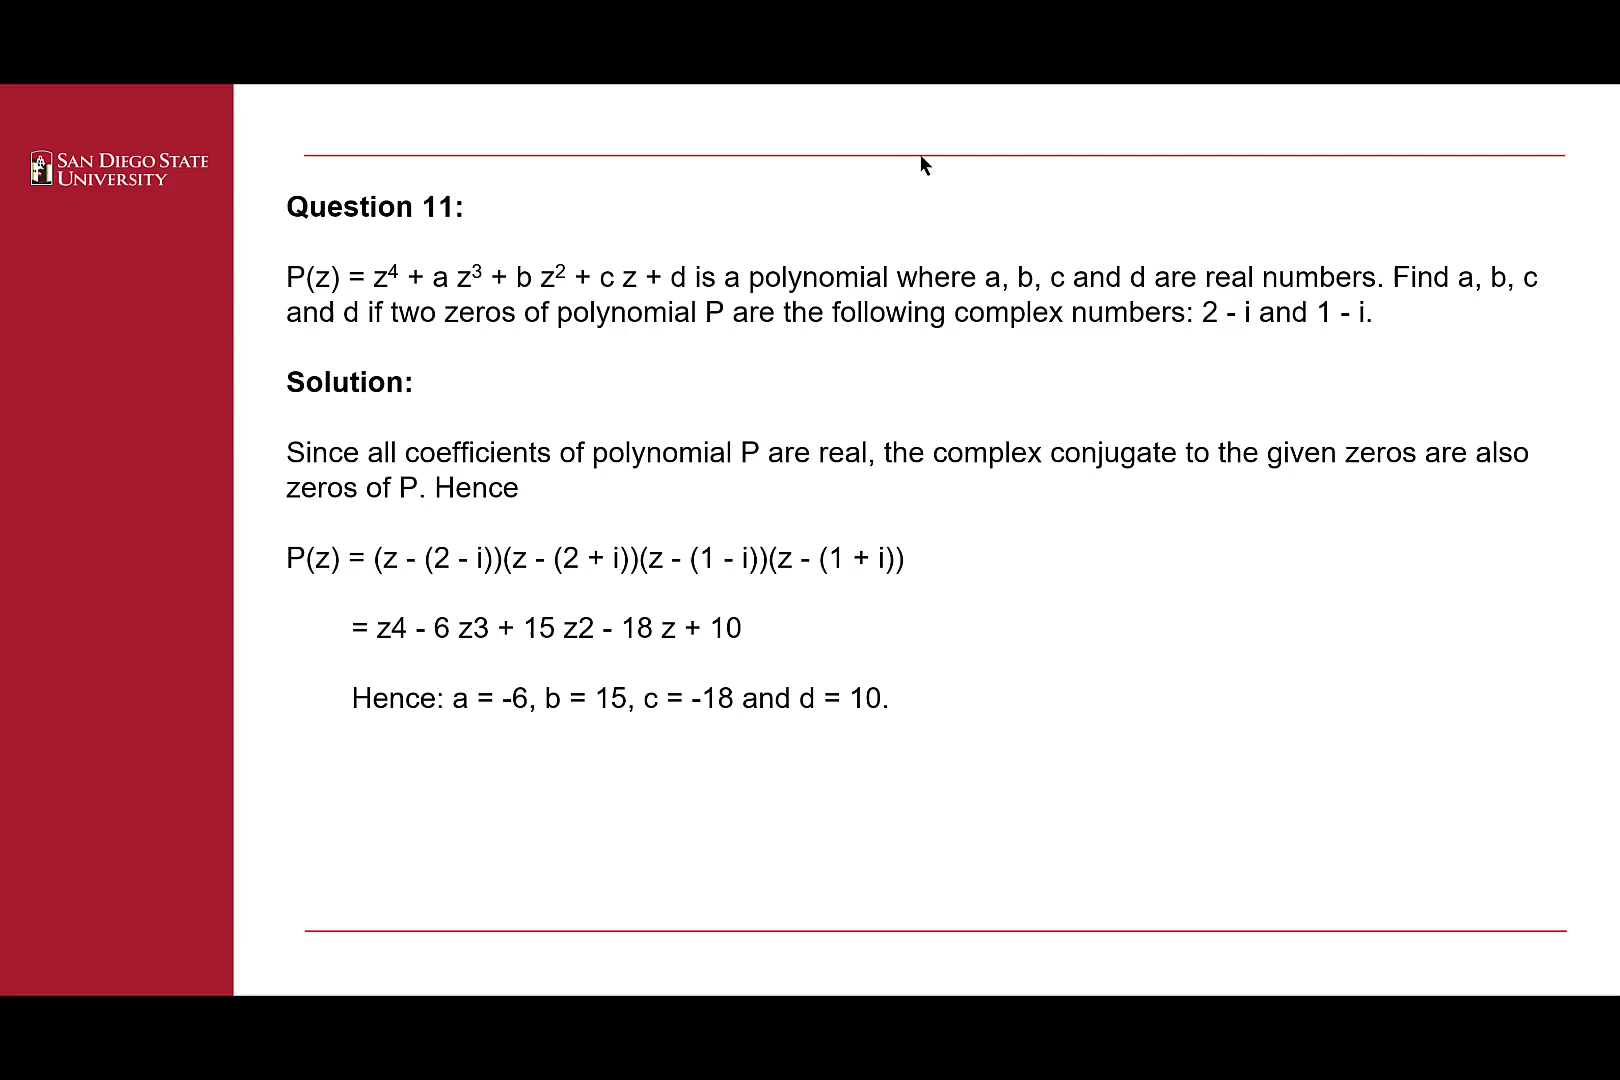 SAN DIEGO STATE
UNIVERSITY
Question 11:
P(z) = z⁴ + a z³ + b z² + c z + d is a polynomial where a, b, c and d are real numbers. Find a, b, c
and d if two zeros of polynomial P are the following complex numbers: 2 - i and 1 - i.
Solution:
Since all coefficients of polynomial P are real, the complex conjugate to the given zeros are also
zeros of P. Hence
P(z) = (z - (2 - i))(z - (2 + i))(z - (1 - i))(z - (1 + i))
= z4 - 6 z3 + 15 z2 - 18 z + 10
Hence: a = -6, b = 15, c = -18 and d = 10.